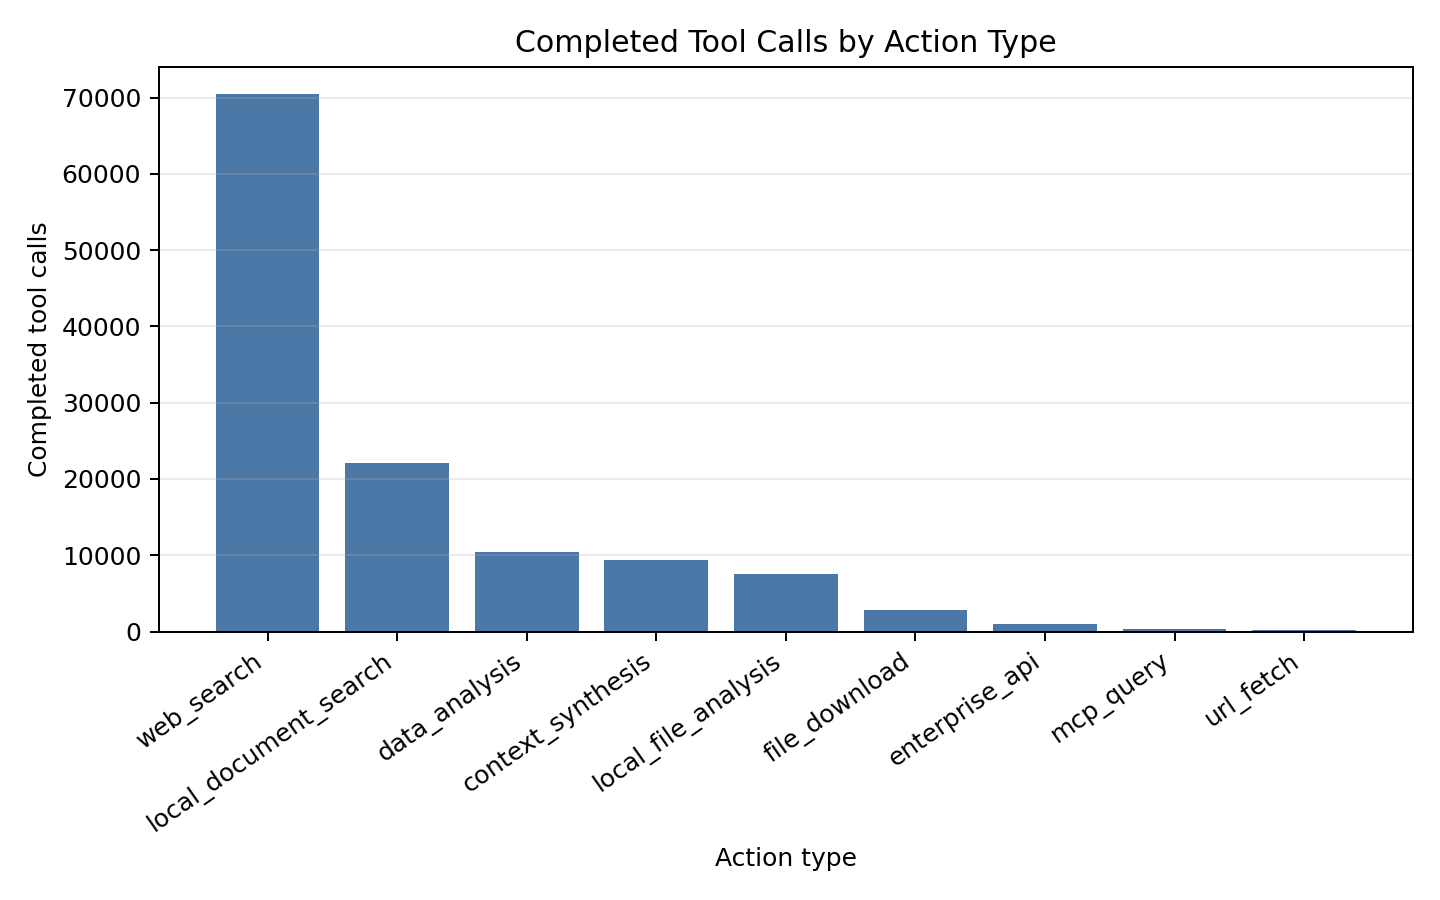 Completed Tool Calls by Action Type
Completed tool calls
70000
60000
50000
40000
30000
20000
10000
0
web_search
local_document_search
data_analysis
context_synthesis
local_file_analysis
file_download
enterprise_api
mcp_query
url_fetch
Action type